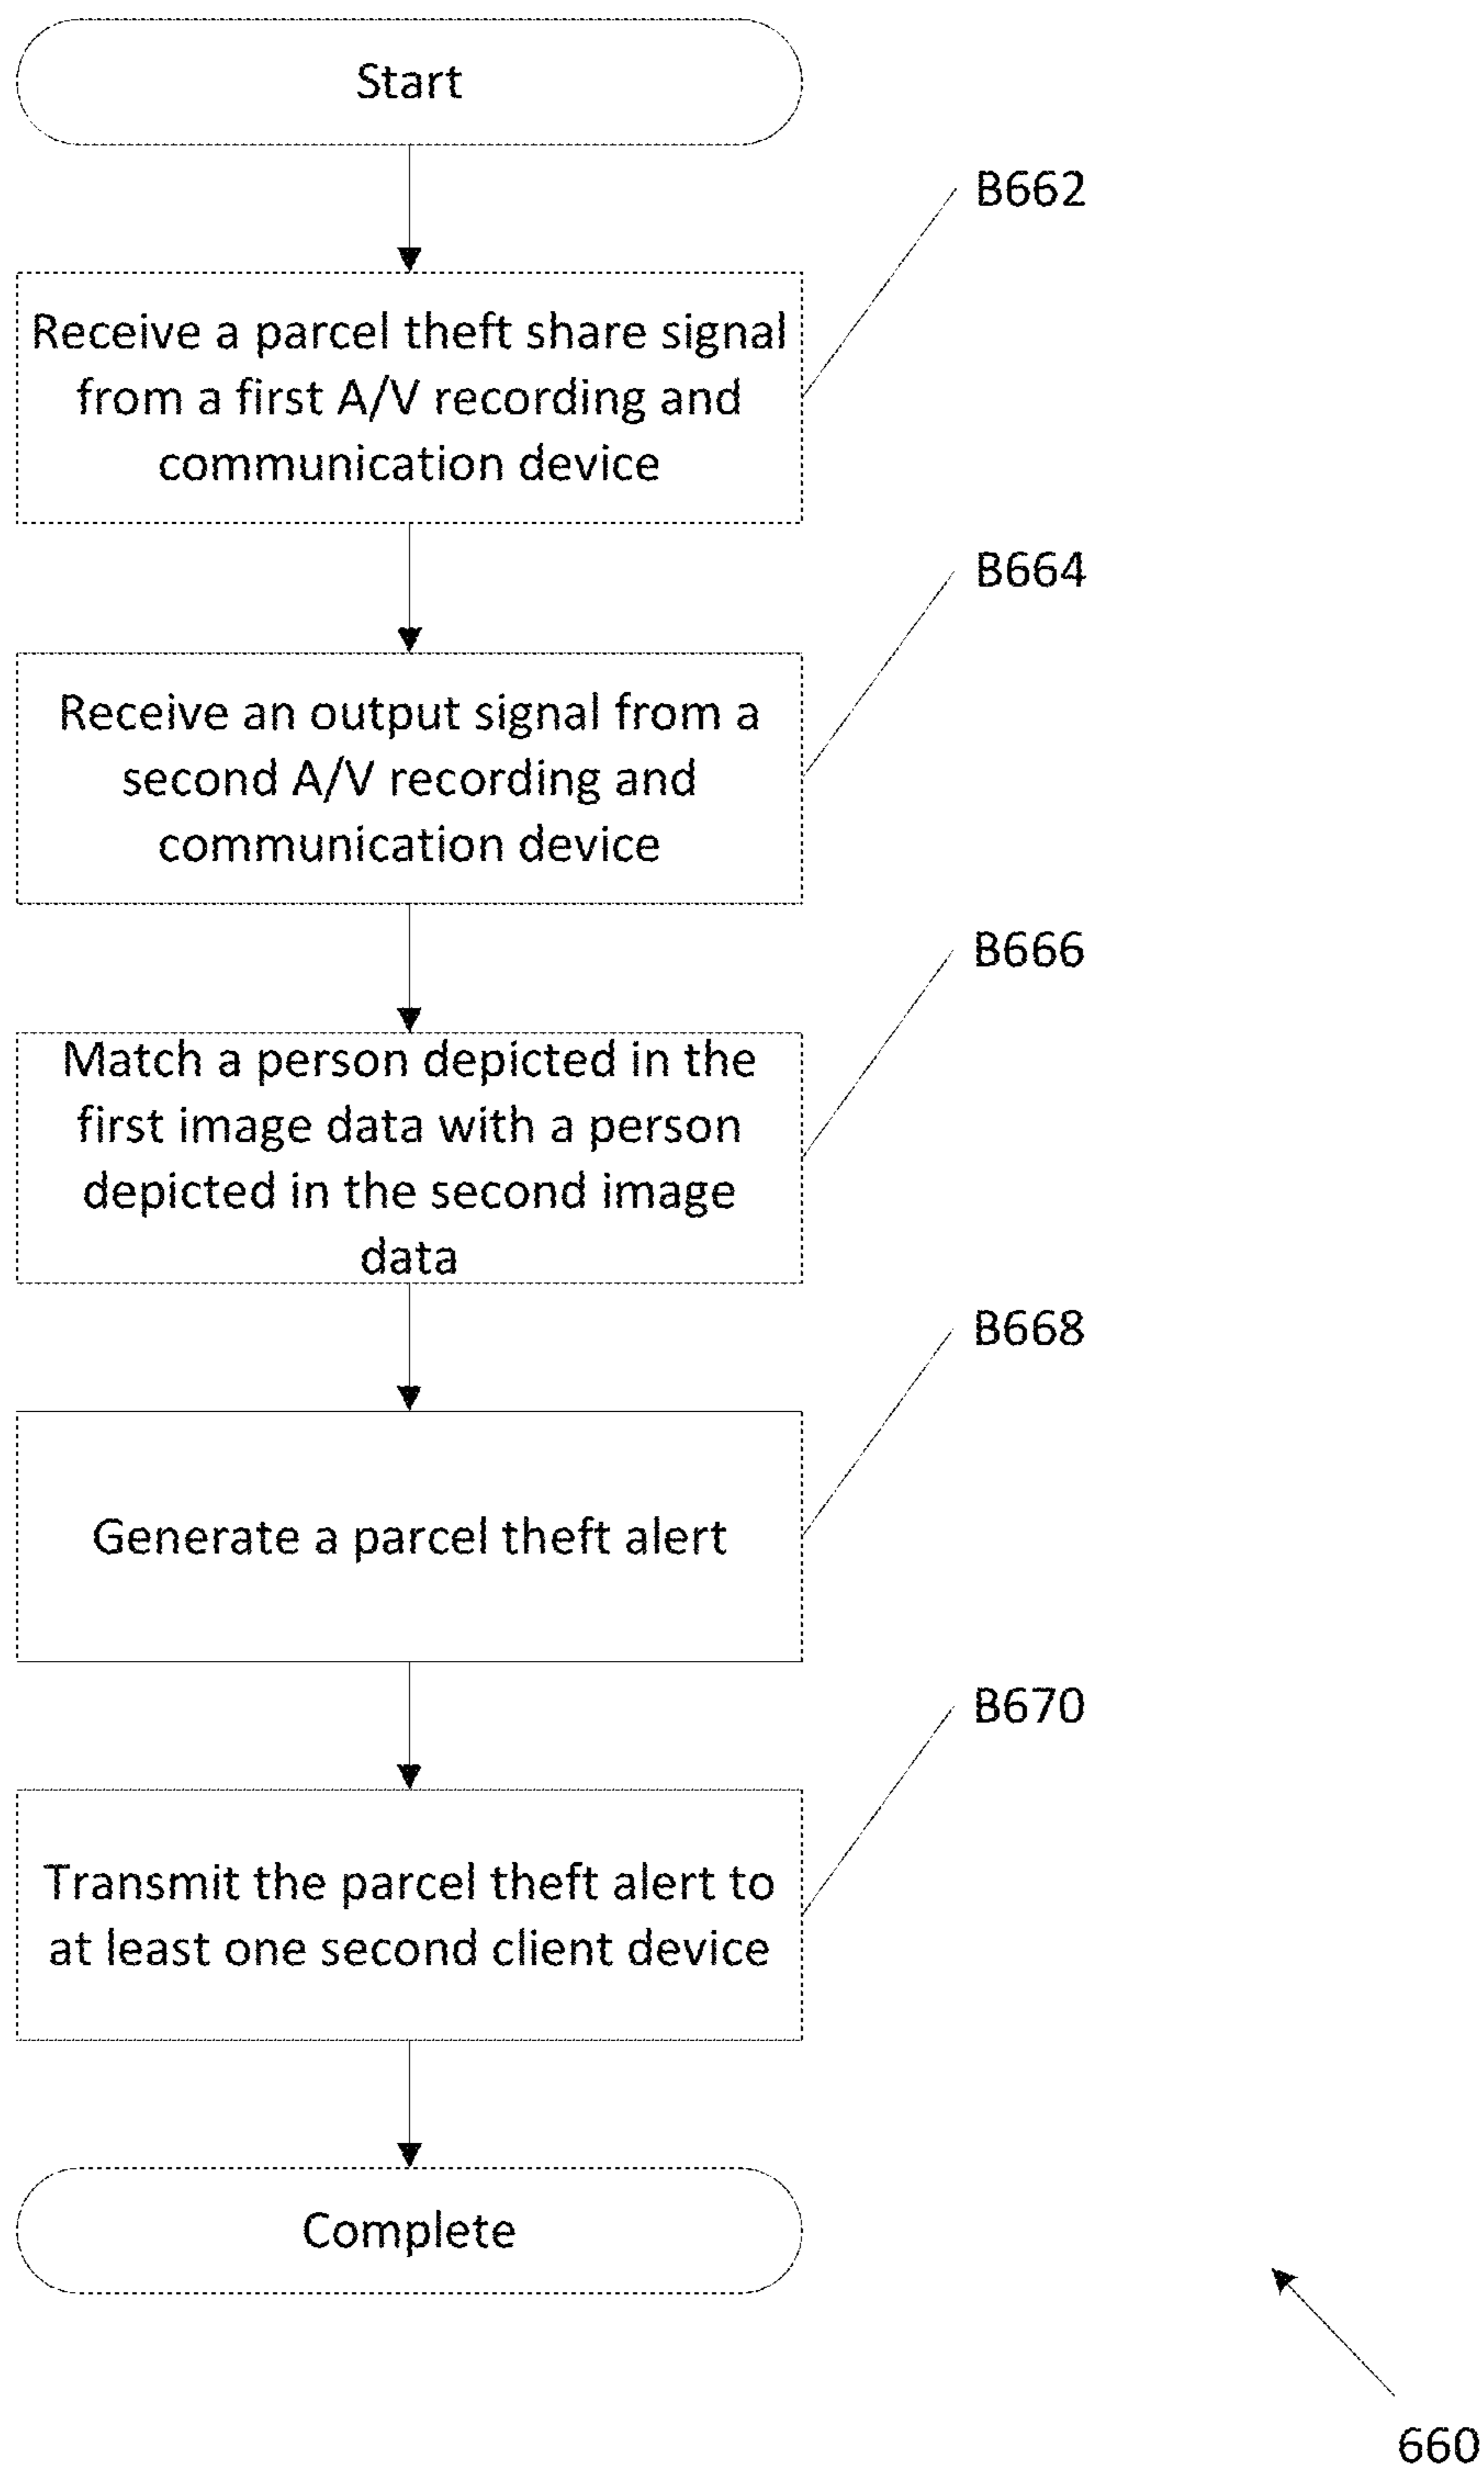 Start
B662
Receive a parcel theft share signal
from a first A/V recording and
communication device
B664
Receive an output signal from a
second A/V recording and
communication device
B666
Match a person depicted in the
first image data with a person
depicted in the second image
data
B668
Generate a parcel theft alert
B670
Transmit the parcel theft alert to
at least one second client device
Complete
660